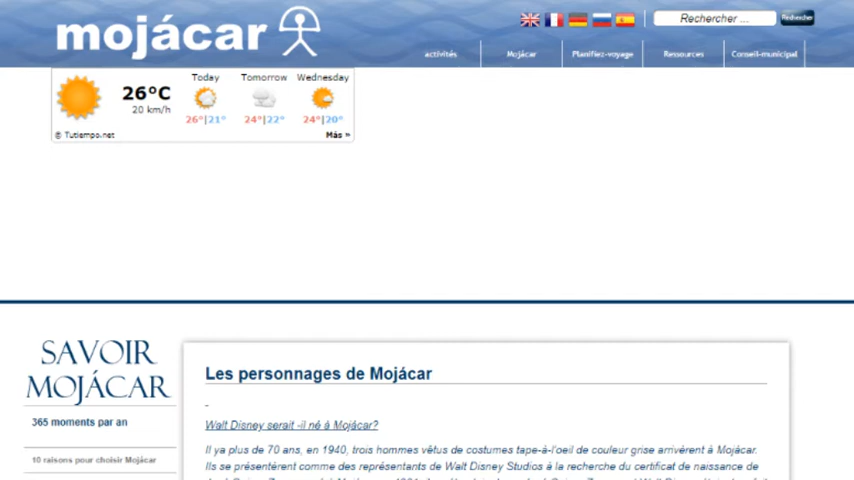 mojácar
Rechercher ...
Rechercher
activités
Mojácar
Planifiez-voyage
Ressources
Conseil-municipal
Today
Tomorrow
Wednesday
26°C
20 km/h
26°|21°
24°|22°
24°|20°
© Tutiempo.net
Más »
SAVOIR
MOJÁCAR
365 moments par an
10 raisons pour choisir Mojácar
Les personnages de Mojácar
-
Walt Disney serait -il né à Mojácar?
Il ya plus de 70 ans, en 1940, trois hommes vêtus de costumes tape-à-l'oeil de couleur grise arrivèrent à Mojacar.
Ils se présentèrent comme des représentants de Walt Disney Studios à la recherche du certificat de naissance de